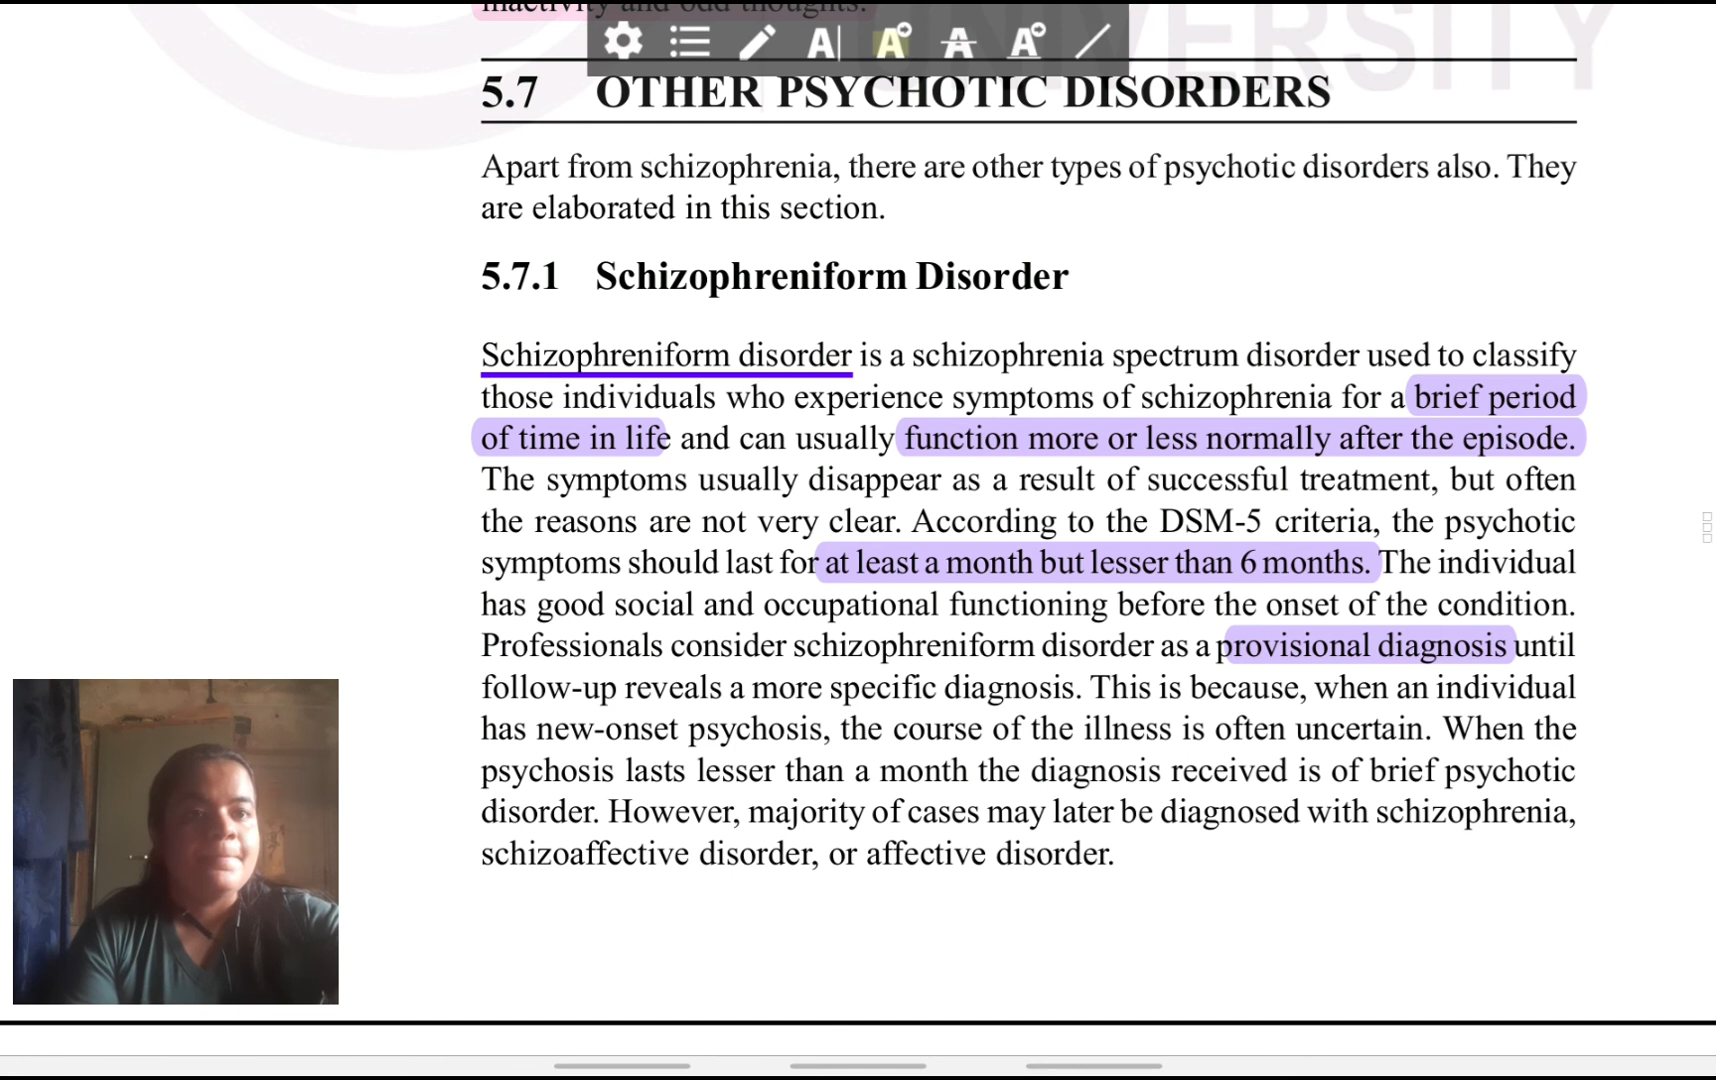 inactivity and odd thoughts.
UNIVERSITY
5.7 OTHER PSYCHOTIC DISORDERS
Apart from schizophrenia, there are other types of psychotic disorders also. They
are elaborated in this section.
5.7.1 Schizophreniform Disorder
Schizophreniform disorder is a schizophrenia spectrum disorder used to classify
those individuals who experience symptoms of schizophrenia for a brief period
of time in life and can usually function more or less normally after the episode.
The symptoms usually disappear as a result of successful treatment, but often
the reasons are not very clear. According to the DSM-5 criteria, the psychotic
symptoms should last for at least a month but lesser than 6 months. The individual
has good social and occupational functioning before the onset of the condition.
Professionals consider schizophreniform disorder as a provisional diagnosis until
follow-up reveals a more specific diagnosis. This is because, when an individual
has new-onset psychosis, the course of the illness is often uncertain. When the
psychosis lasts lesser than a month the diagnosis received is of brief psychotic
disorder. However, majority of cases may later be diagnosed with schizophrenia,
schizoaffective disorder, or affective disorder.